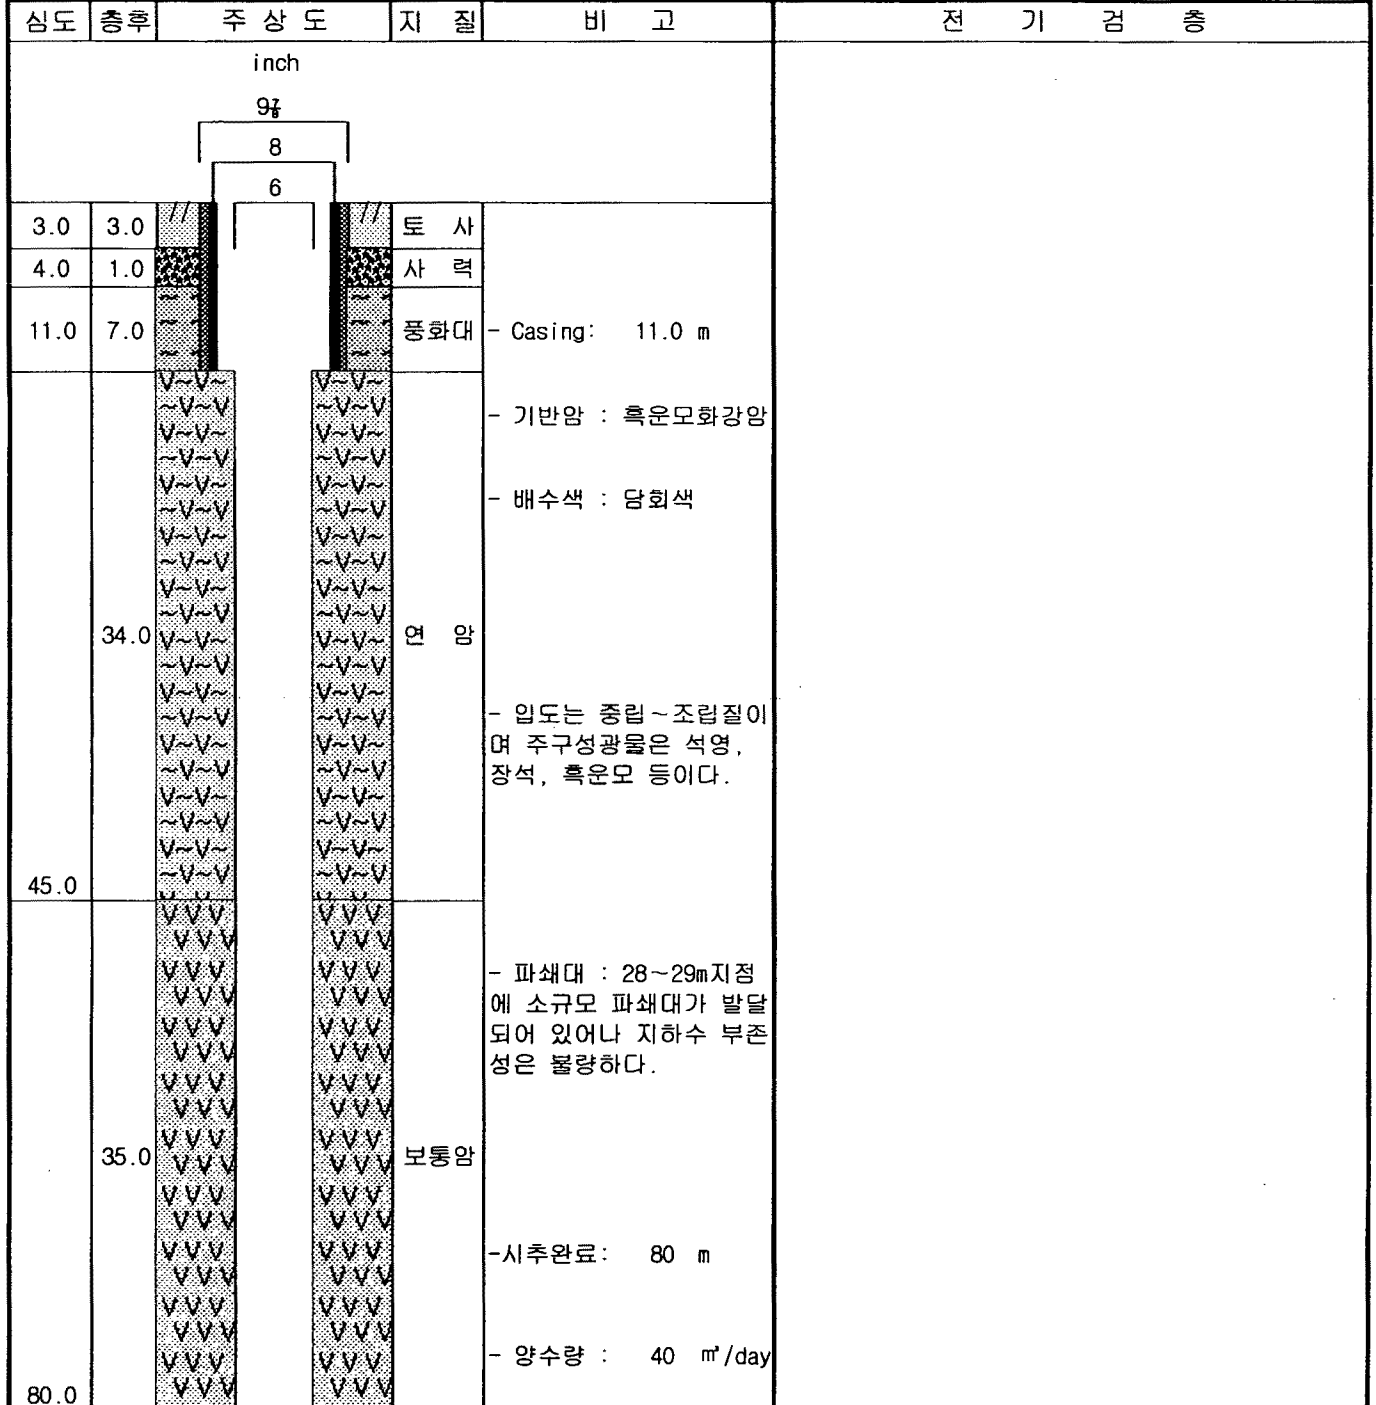 심도 층후 주 상 도 지 질 비 고 전 기 검 층
inch
9⅞
8
6
3.0 3.0 토 사
4.0 1.0 사 력
11.0 7.0 풍화대 - Casing: 11.0 m
- 기반암 : 흑운모화강암
- 배수색 : 담회색
34.0 연 암
- 입도는 중립~조립질이
며 주구성광물은 석영,
장석, 흑운모 등이다.
45.0
- 파쇄대 : 28~29m지점
에 소규모 파쇄대가 발달
되어 있어나 지하수 부존
성은 불량하다.
35.0 보통암
-시추완료: 80 m
- 양수량 : 40 ㎥/day
80.0